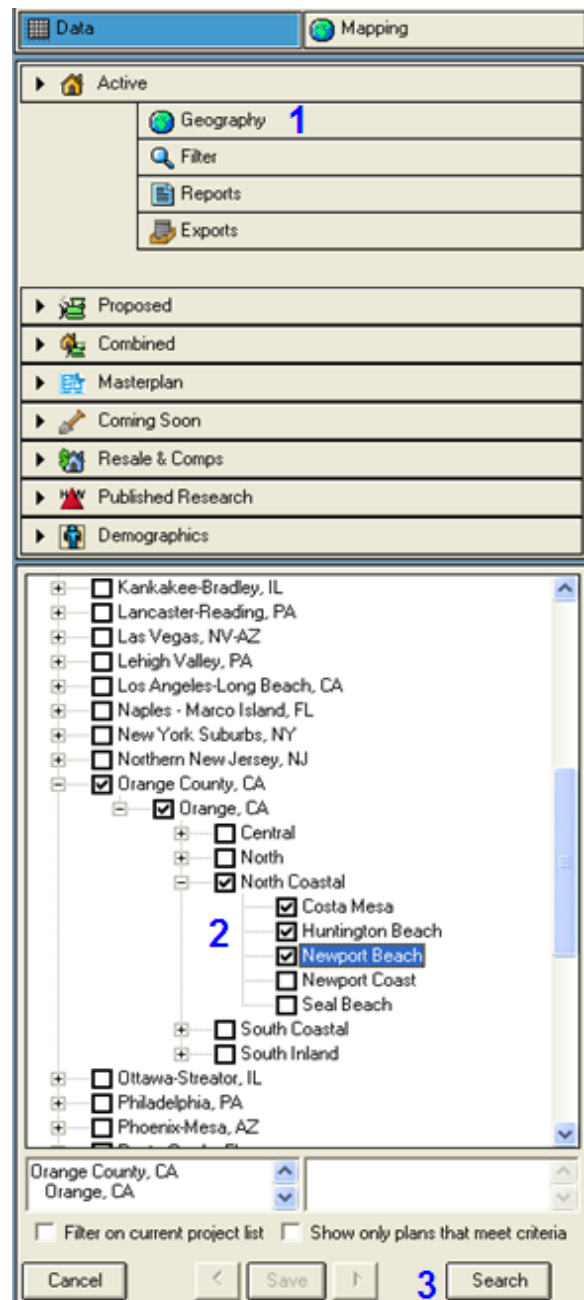 Data Mapping
Active
Geography 1
Filter
Reports
Exports
Proposed
Combined
Masterplan
Coming Soon
Resale & Comps
Published Research
Demographics
Kankakee-Bradley, IL
Lancaster-Reading, PA
Las Vegas, NV-AZ
Lehigh Valley, PA
Los Angeles-Long Beach, CA
Naples - Marco Island, FL
New York Suburbs, NY
Northern New Jersey, NJ
Orange County, CA
Orange, CA
Central
North
North Coastal
Costa Mesa
2 Huntington Beach
Newport Beach
Newport Coast
Seal Beach
South Coastal
South Inland
Ottawa-Streator, IL
Philadelphia, PA
Phoenix-Mesa, AZ
Orange County, CA
Orange, CA
Filter on current project list Show only plans that meet criteria
Cancel < Save 3 Search